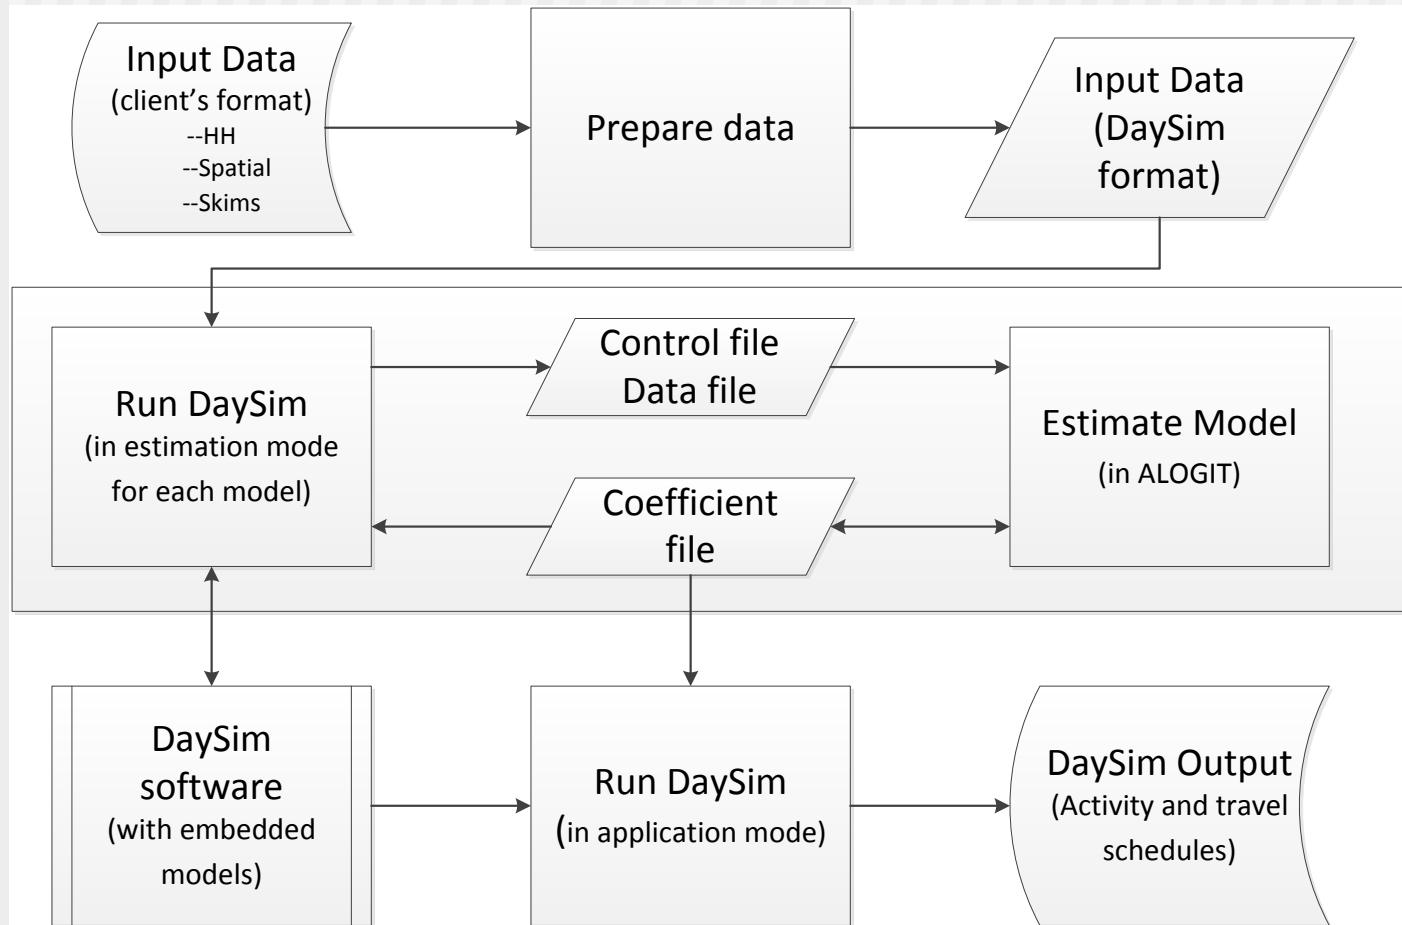 Input Data
(client's format)
--HH
--Spatial
--Skims
Prepare data
Input Data
(DaySim
format)
Run DaySim
(in estimation mode
for each model)
Control file
Data file
Estimate Model
(in ALOGIT)
Coefficient
file
DaySim
software
(with embedded
models)
Run DaySim
(in application mode)
DaySim Output
(Activity and travel
schedules)